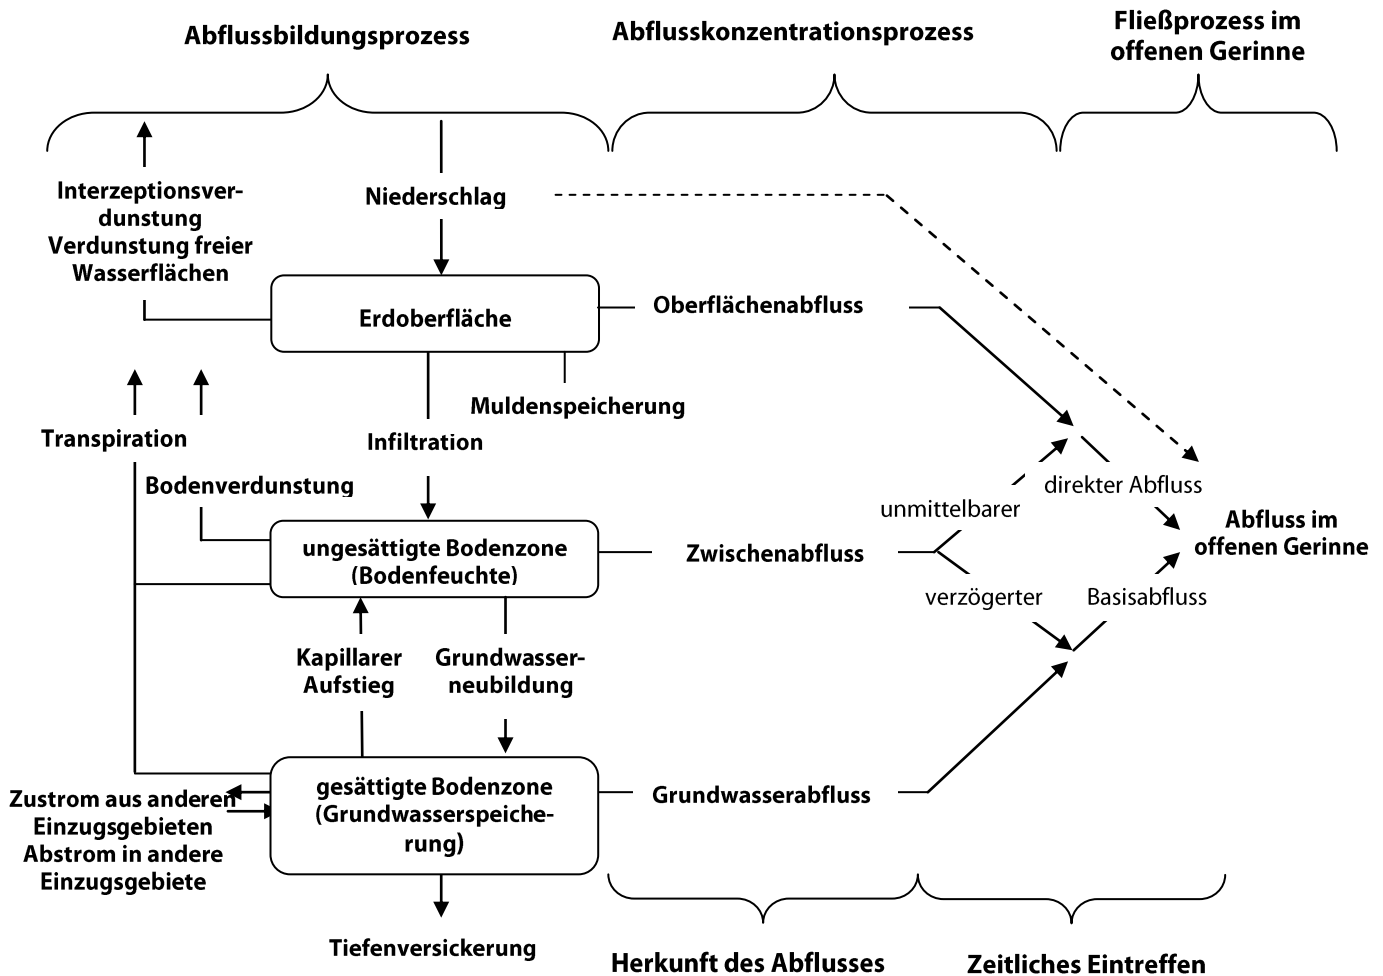 Abflussbildungsprozess
Abflusskonzentrationsprozess
Fließprozess im
offenen Gerinne
Interzeptionsver-
dunstung
Verdunstung freier
Wasserflächen
Niederschlag
Erdoberfläche
Oberflächenabfluss
Muldenspeicherung
Transpiration
Infiltration
Bodenverdunstung
direkter Abfluss
unmittelbarer
Abfluss im
offenen Gerinne
ungesättigte Bodenzone
(Bodenfeuchte)
Zwischenabfluss
verzögerter
Basisabfluss
Kapillarer
Aufstieg
Grundwasser-
neubildung
gesättigte Bodenzone
(Grundwasserspeiche-
rung)
Grundwasserabfluss
Zustrom aus anderen
Einzugsgebieten
Abstrom in andere
Einzugsgebiete
Tiefenversickerung
Herkunft des Abflusses
Zeitliches Eintreffen